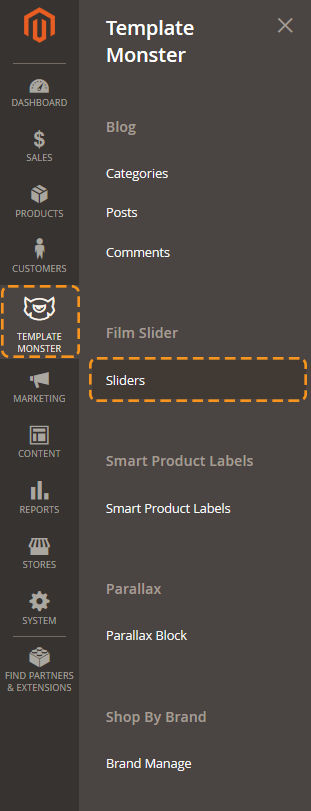 DASHBOARD
SALES
PRODUCTS
CUSTOMERS
TEMPLATE
MONSTER
MARKETING
CONTENT
REPORTS
STORES
SYSTEM
FIND PARTNERS
& EXTENSIONS
Template
Monster
Blog
Categories
Posts
Comments
Film Slider
Sliders
Smart Product Labels
Smart Product Labels
Parallax
Parallax Block
Shop By Brand
Brand Manage